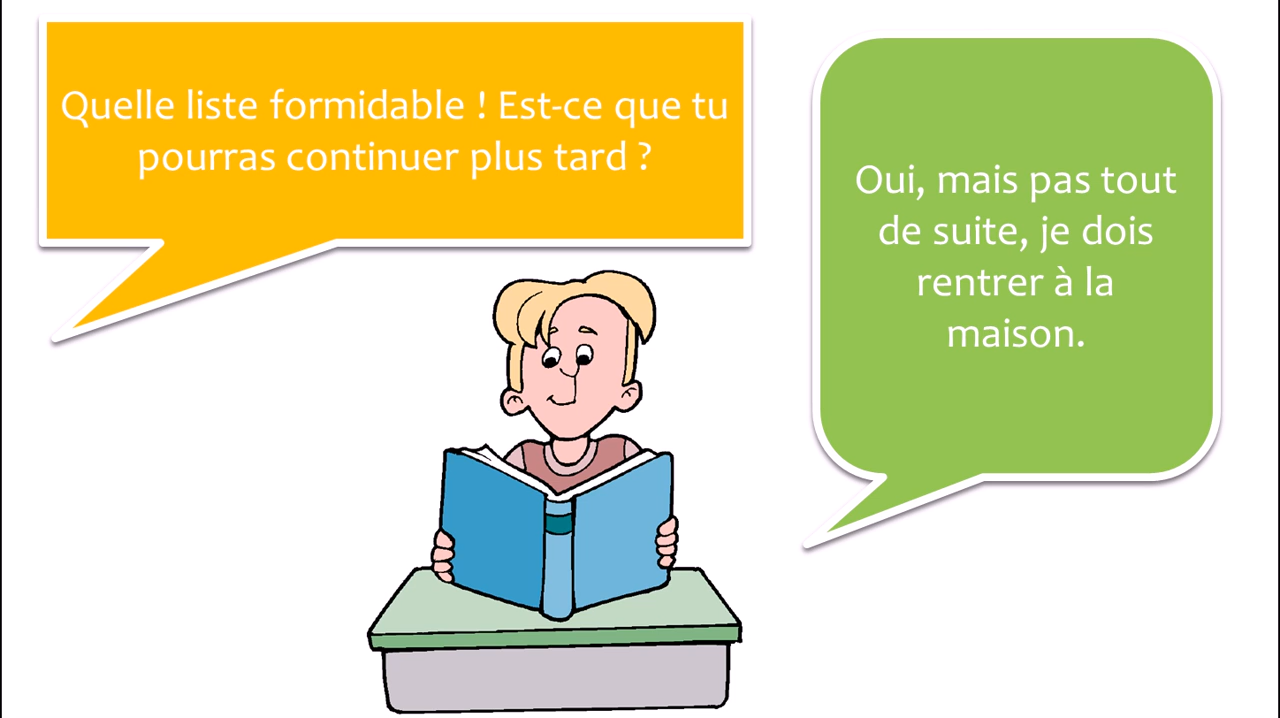 Quelle liste formidable ! Est-ce que tu
pourras continuer plus tard ?
Oui, mais pas tout
de suite, je dois
rentrer à la
maison.